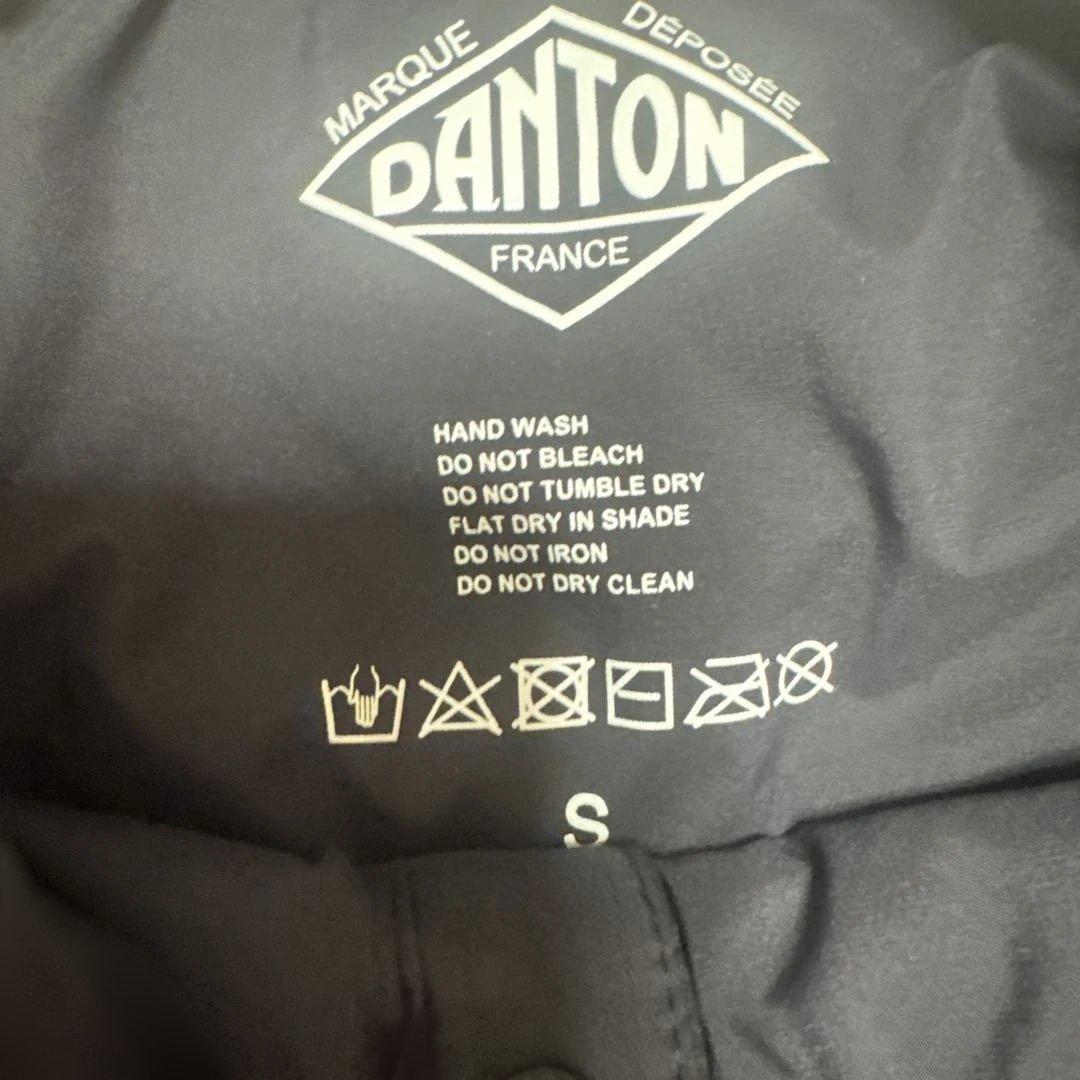 MARQUE DÉPOSÉE
DANTON
FRANCE
HAND WASH
DO NOT BLEACH
DO NOT TUMBLE DRY
FLAT DRY IN SHADE
DO NOT IRON
DO NOT DRY CLEAN
S